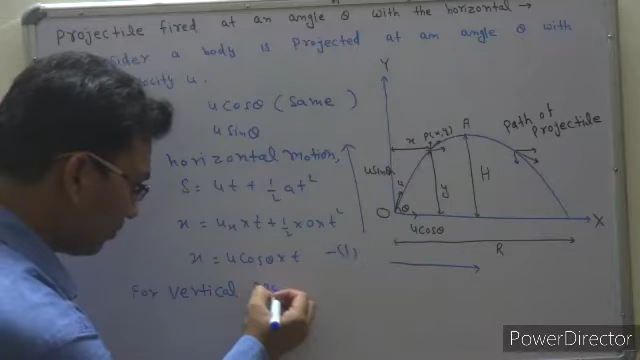 Projectile fired at an angle θ with the horizontal →
a body is projected at an angle θ with
u.
u cosθ (same)
u sinθ
horizontal motion,
S = ut + 1/2 at²
x = uₓ × t + 1/2 × 0 × t²
x = u cosθ × t —(1)
For vertical
Y
x
P(x,y)
A
path of
projectile
u sinθ
u
θ
y
H
O
u cosθ
X
R
PowerDirector